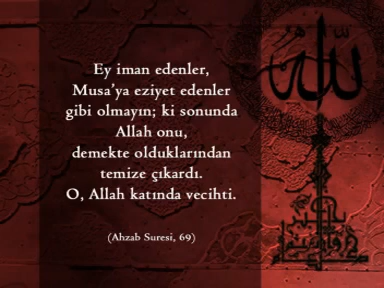 Ey iman edenler,
Musa'ya eziyet edenler
gibi olmayın; ki sonunda
Allah onu,
demekte olduklarından
temize çıkardı.
O, Allah katında vecihti.
(Ahzab Suresi, 69)
الله